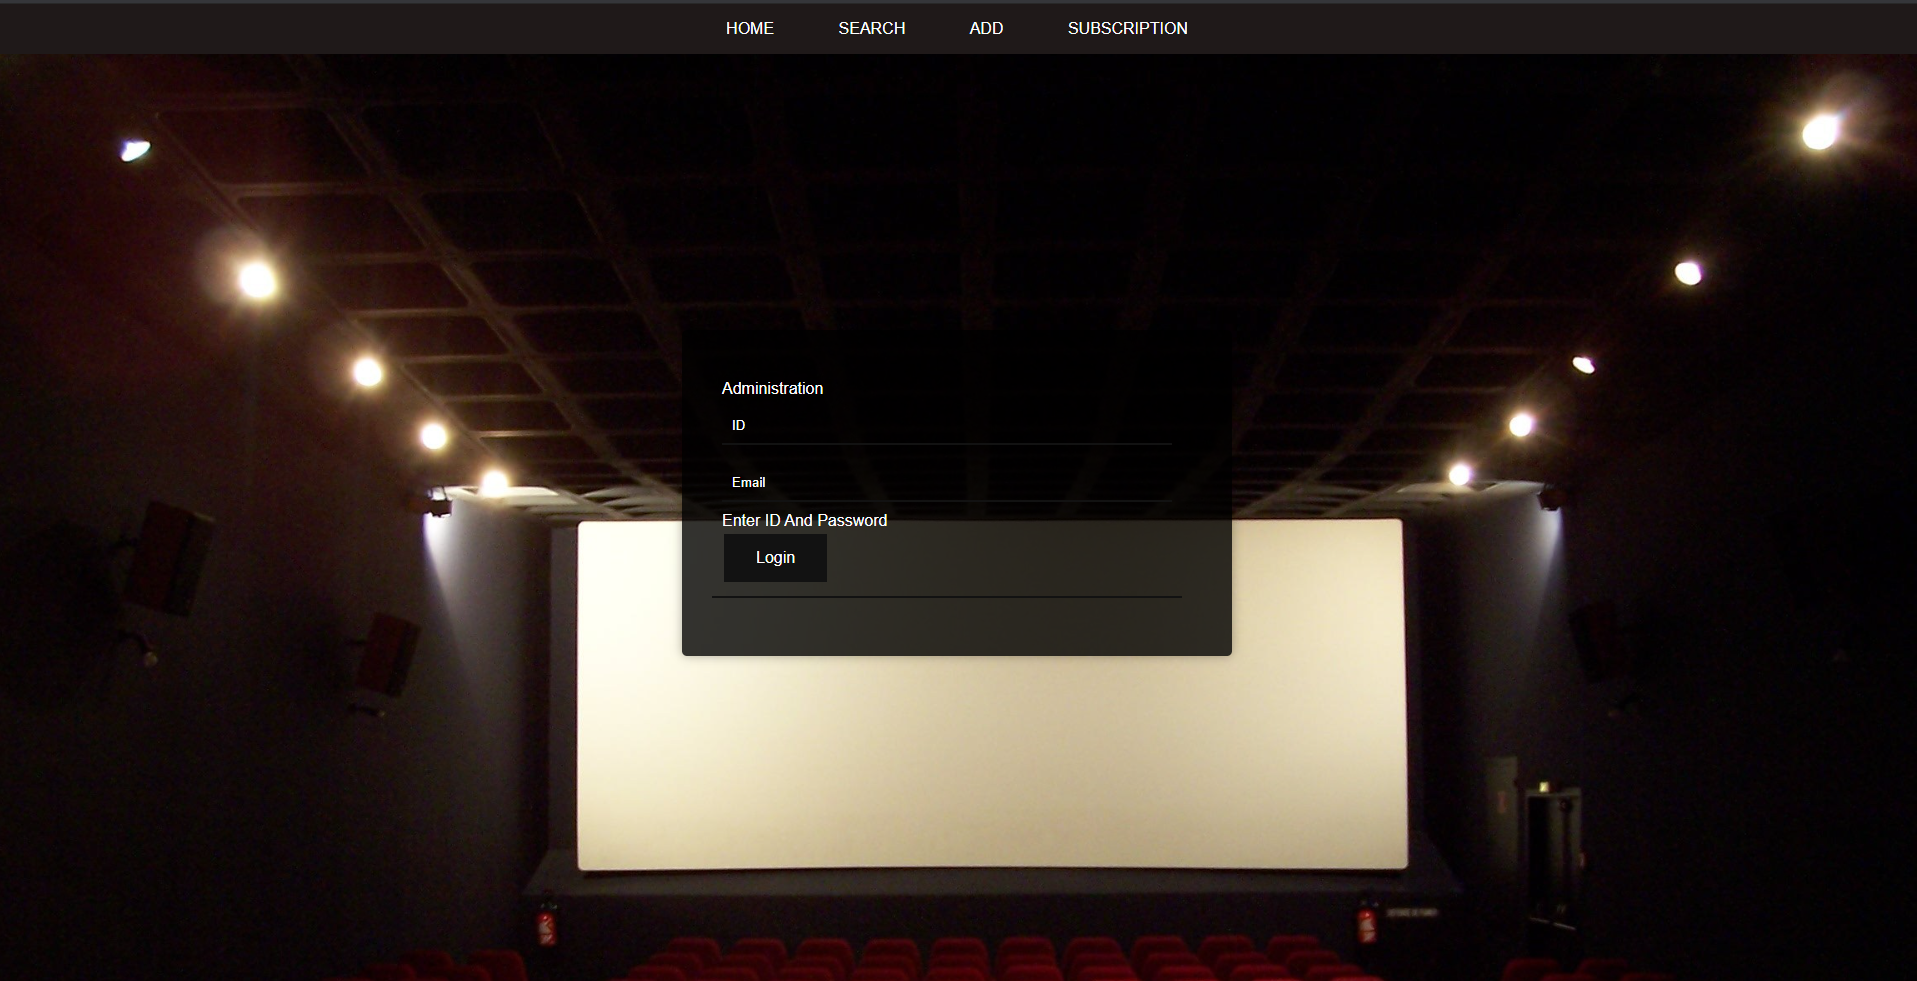 HOME SEARCH ADD SUBSCRIPTION
Administration
ID
Email
Enter ID And Password
Login